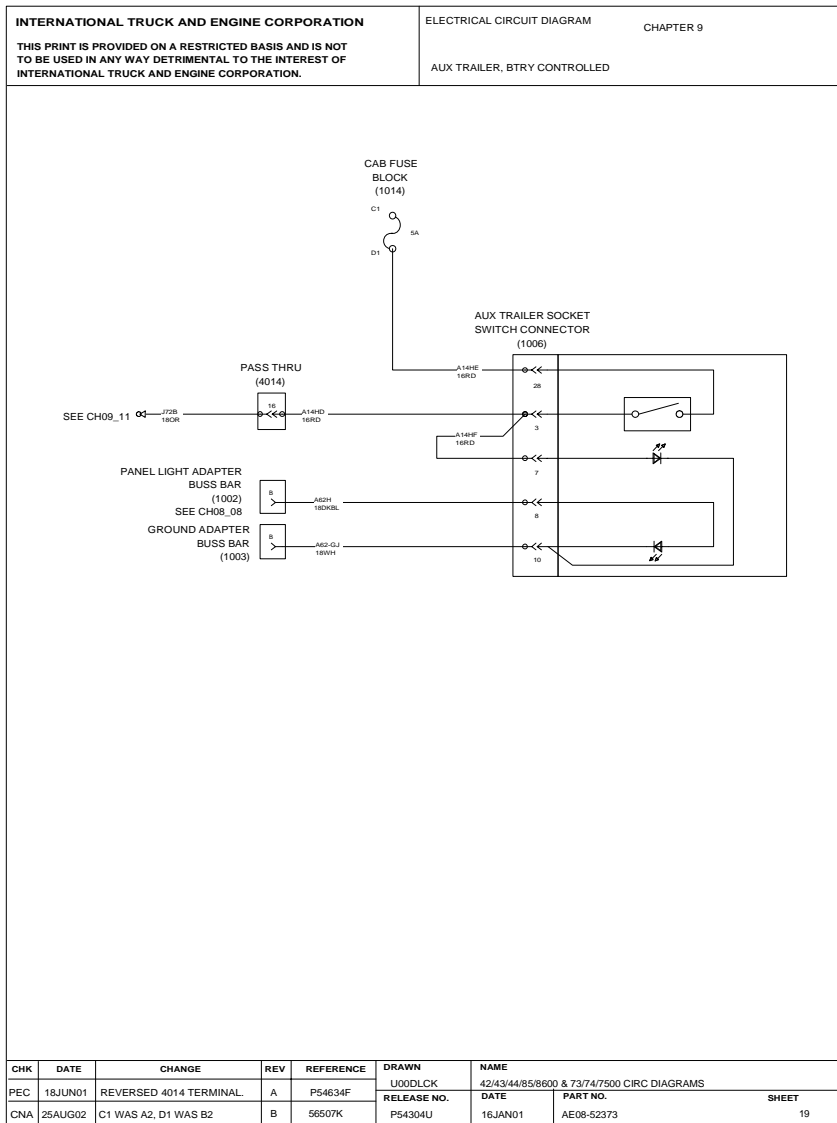 INTERNATIONAL TRUCK AND ENGINE CORPORATION
THIS PRINT IS PROVIDED ON A RESTRICTED BASIS AND IS NOT
TO BE USED IN ANY WAY DETRIMENTAL TO THE INTEREST OF
INTERNATIONAL TRUCK AND ENGINE CORPORATION.
ELECTRICAL CIRCUIT DIAGRAM
CHAPTER 9
AUX TRAILER, BTRY CONTROLLED
CAB FUSE
BLOCK
(1014)
C1
5A
D1
AUX TRAILER SOCKET
SWITCH CONNECTOR
(1006)
A14HE
16RD
28
PASS THRU
(4014)
SEE CH09_11
J72B
18OR
16
A14HD
16RD
3
A14HF
16RD
7
PANEL LIGHT ADAPTER
BUSS BAR
(1002)
SEE CH08_08
B
A62H
18DKBL
8
GROUND ADAPTER
BUSS BAR
(1003)
B
A62-GJ
18WH
10
CHK DATE CHANGE REV REFERENCE
PEC 18JUN01 REVERSED 4014 TERMINAL. A P54634F
CNA 25AUG02 C1 WAS A2, D1 WAS B2 B 56507K
DRAWN
U00DLCK
NAME
42/43/44/85/8600 & 73/74/7500 CIRC DIAGRAMS
RELEASE NO.
P54304U
DATE
16JAN01
PART NO.
AE08-52373
SHEET
19